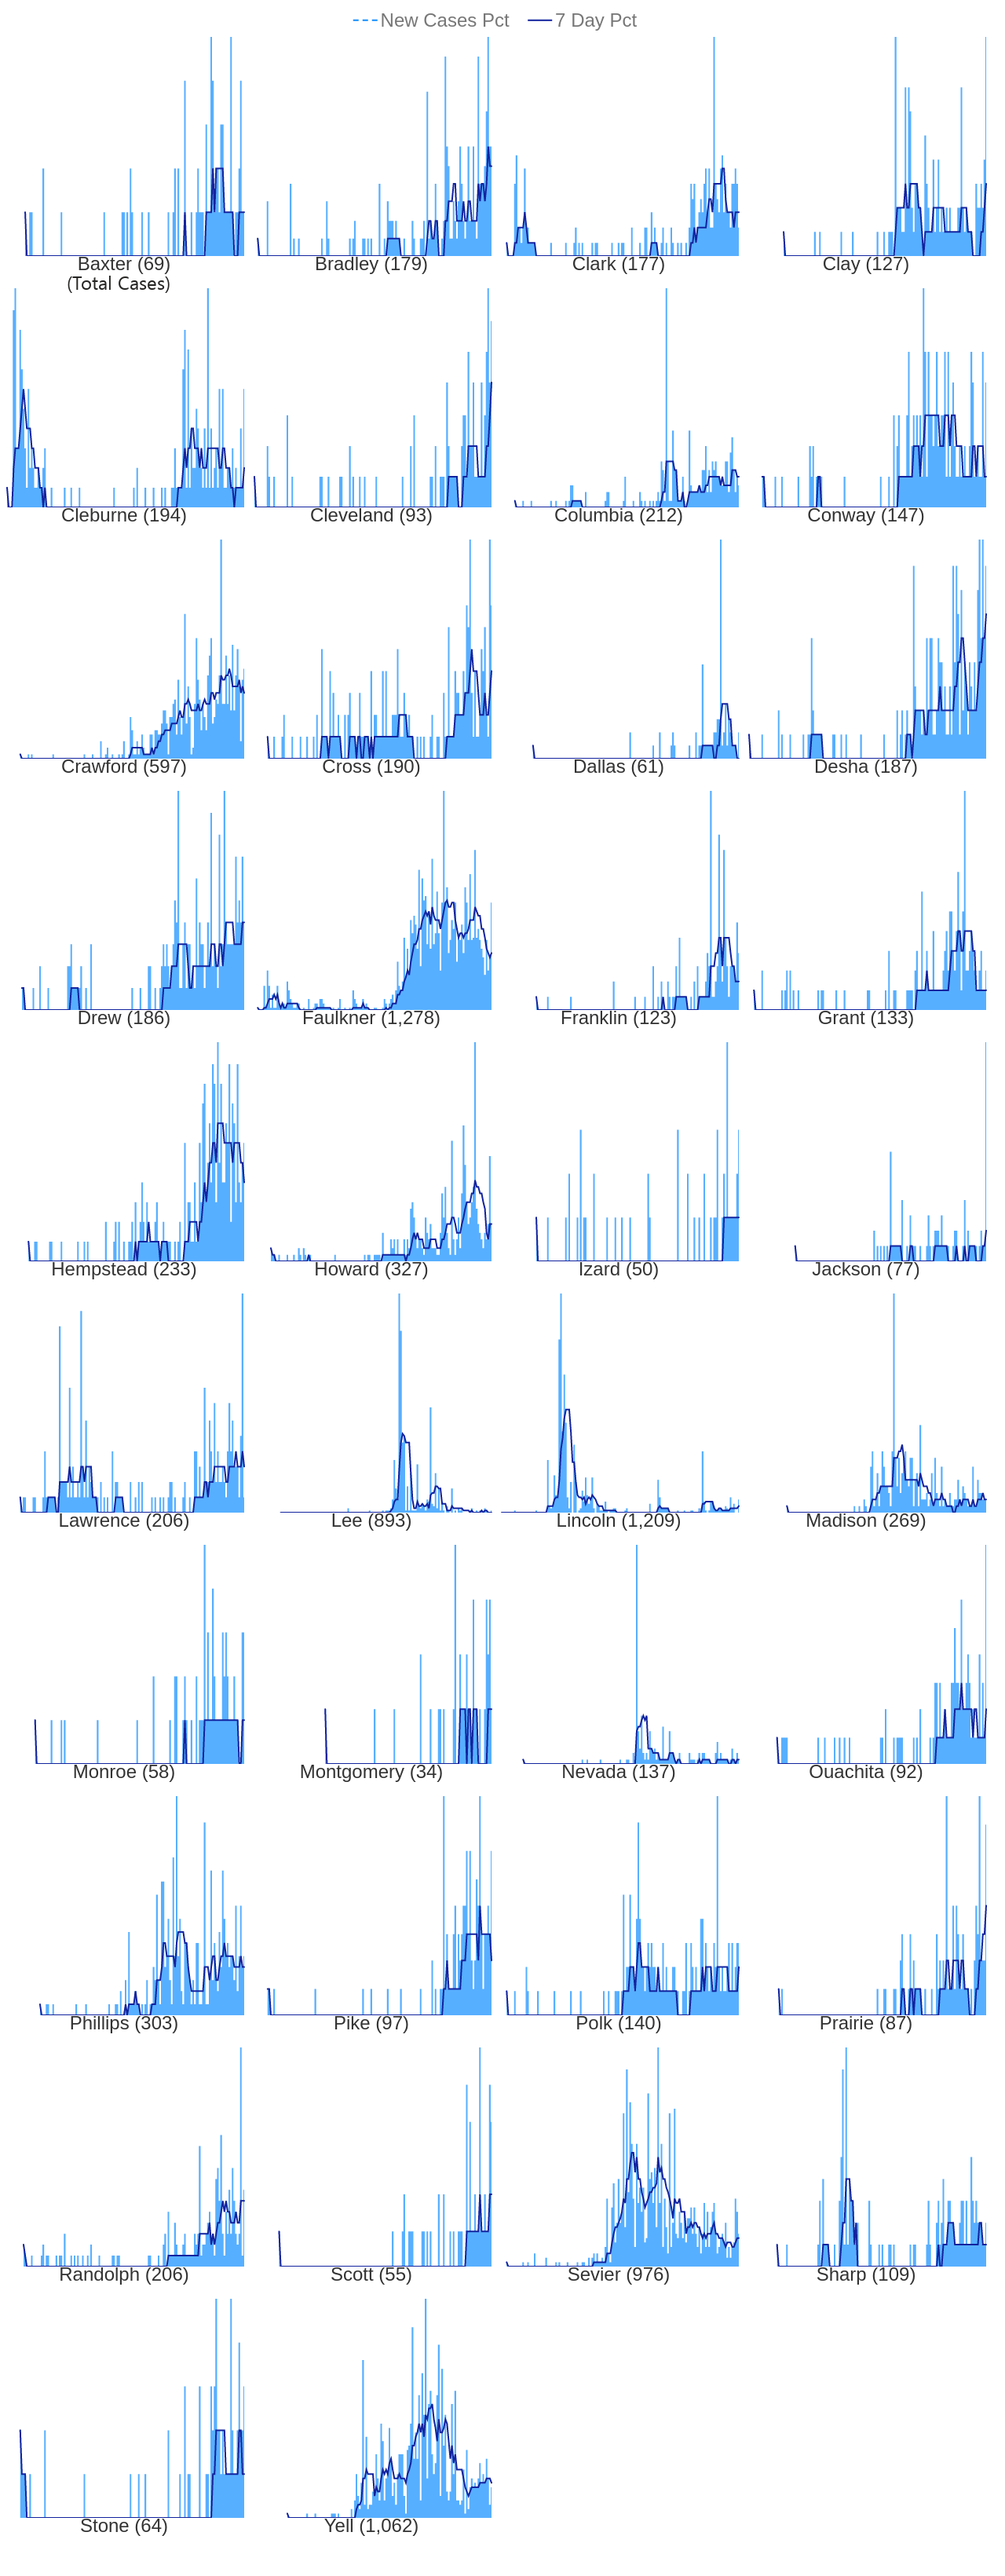 New Cases Pct 7 Day Pct
Baxter (69) Bradley (179) Clark (177) Clay (127)
(Total Cases)
Cleburne (194) Cleveland (93) Columbia (212) Conway (147)
Crawford (597) Cross (190) Dallas (61) Desha (187)
Drew (186) Faulkner (1,278) Franklin (123) Grant (133)
Hempstead (233) Howard (327) Izard (50) Jackson (77)
Lawrence (206) Lee (893) Lincoln (1,209) Madison (269)
Monroe (58) Montgomery (34) Nevada (137) Ouachita (92)
Phillips (303) Pike (97) Polk (140) Prairie (87)
Randolph (206) Scott (55) Sevier (976) Sharp (109)
Stone (64) Yell (1,062)